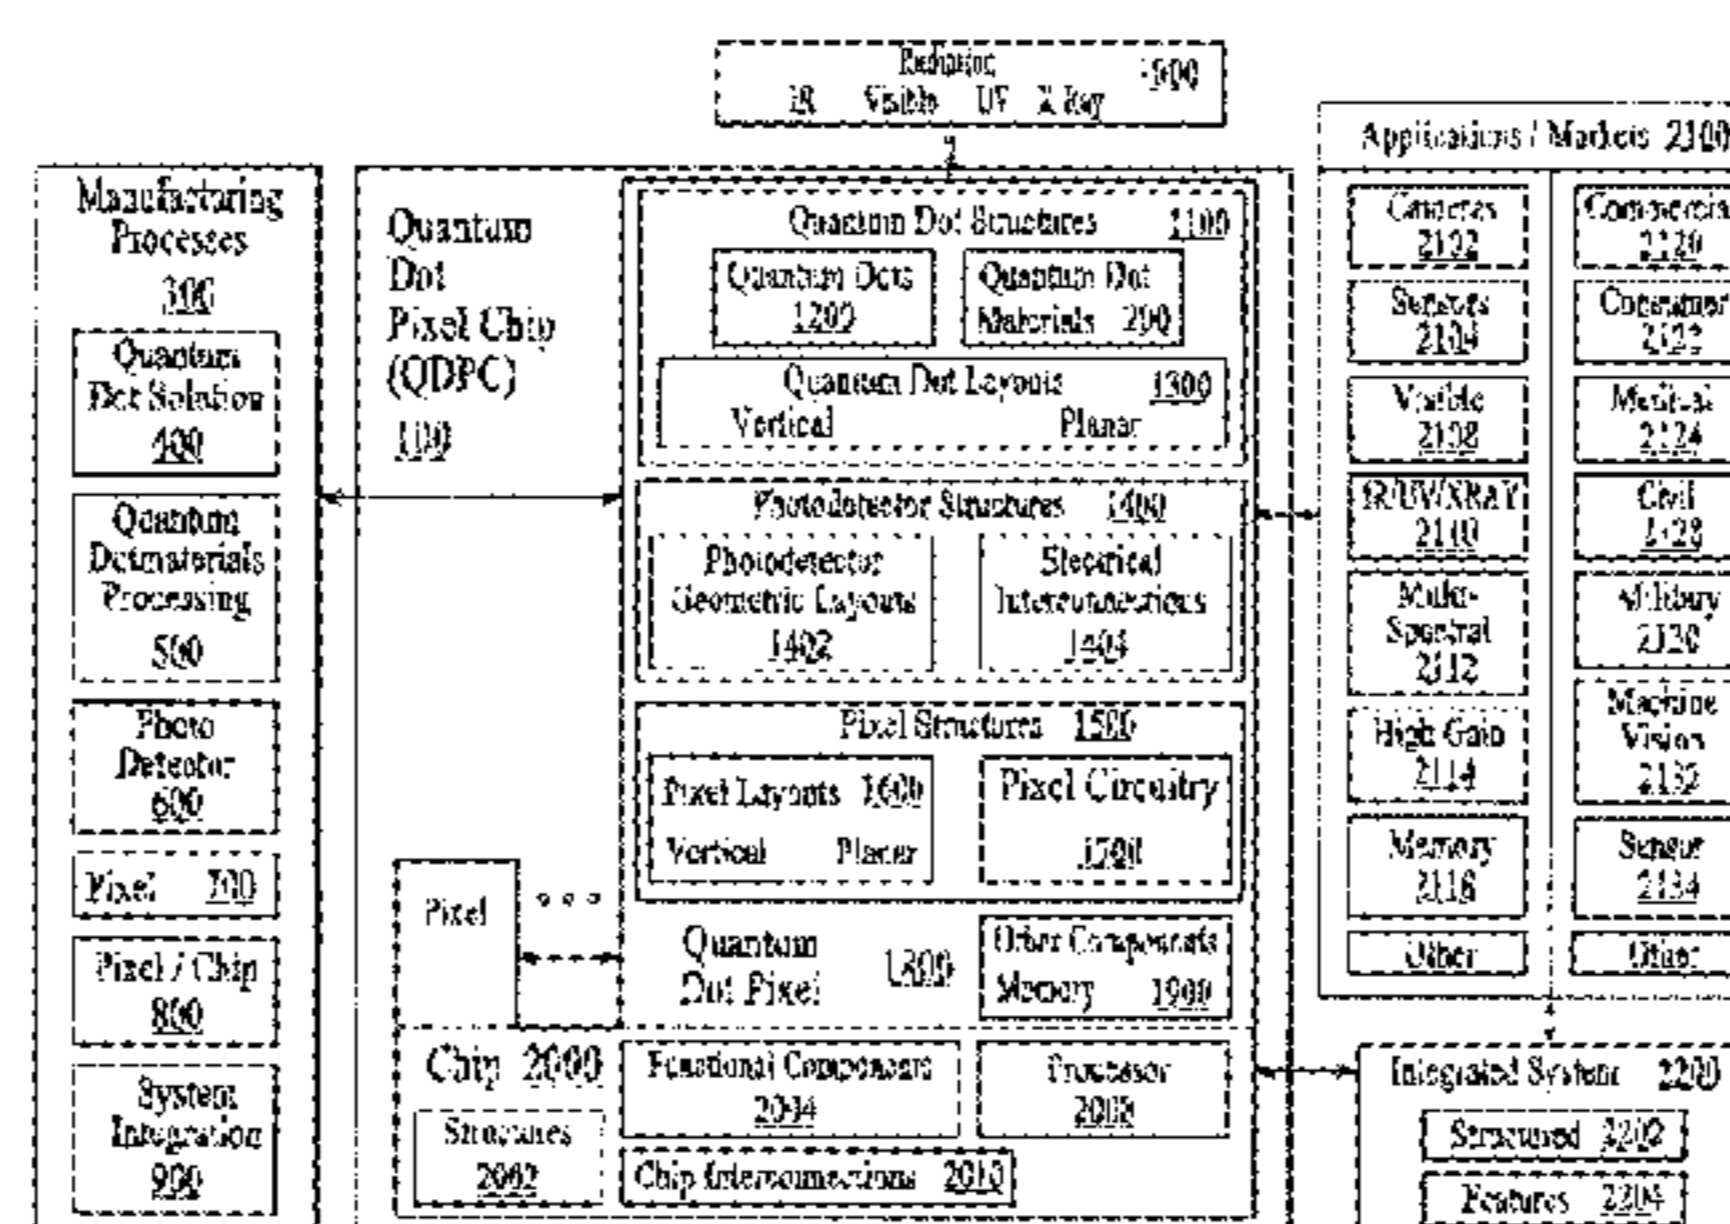 Radiation
IR Visible UV X Ray
Manufacturing
Processes
300
Quantum
Dot Solution
400
Quantum
Dotmaterials
Processing
500
Photo
Detector
600
Pixel 700
Pixel / Chip
800
System
Integration
900
Quantum
Dot
Pixel Chip
(QDPC)
100
Quantum Dot Structures 1100
Quantum Dots
1200
Quantum Dot
Materials 200
Quantum Dot Layouts 1300
Vertical Planar
Photodetector Structures 1400
Photodetector
Geometric Layouts
1402
Electrical
Interconnections
1404
Pixel Structures 1500
Pixel Layouts 1600
Vertical Planar
Pixel Circuitry
1700
Pixel
Quantum
Dot Pixel
1800
Other Components
Memory 1900
Chip 2000
Structures
2002
Functional Components
2004
Processor
2008
Chip Interconnections 2010
Applications / Markets 2100
Cameras
2102
Sensors
2104
Visible
2108
IR/UV/XRAY
2110
Multi-
Spectral
2112
High Gain
2114
Memory
2118
Other
2120
Consumer
2122
Medical
2124
Civil
Military
2130
Machine
Vision
2132
Sensor
2134
Other
Integrated System 2200
Structured 2202
Features 2204